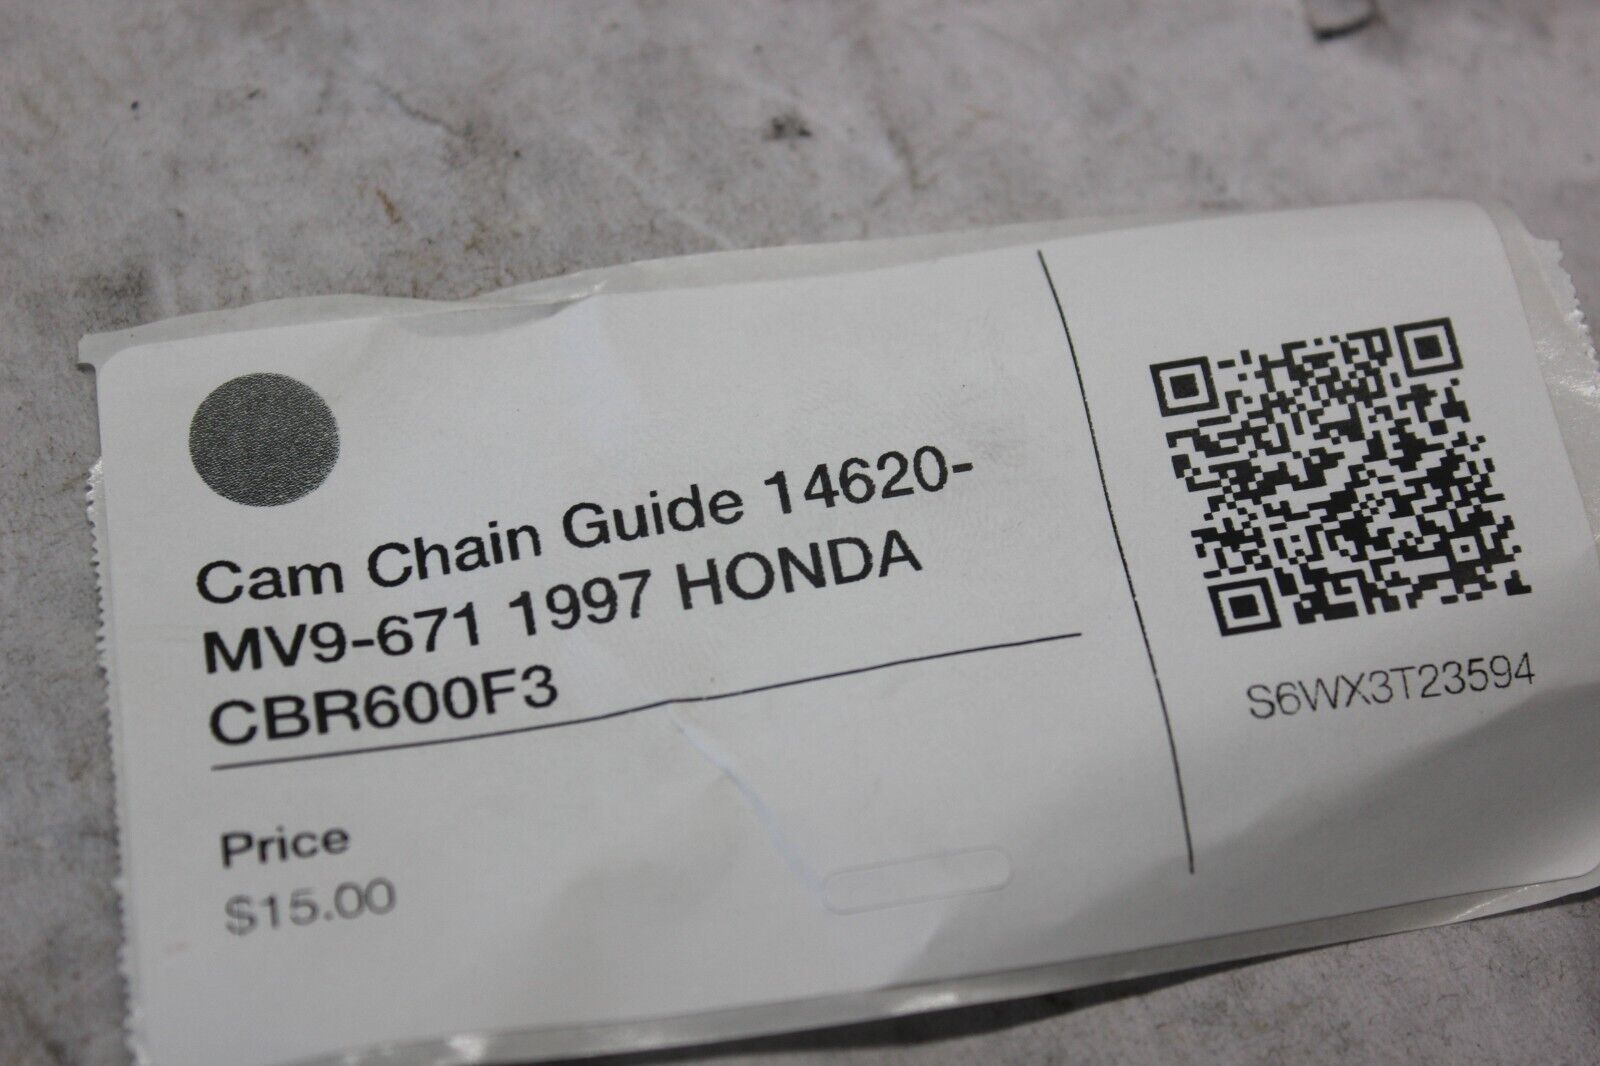 Cam Chain Guide 14620-
MV9-671 1997 HONDA
CBR600F3
Price
$15.00
S6WX3T23594